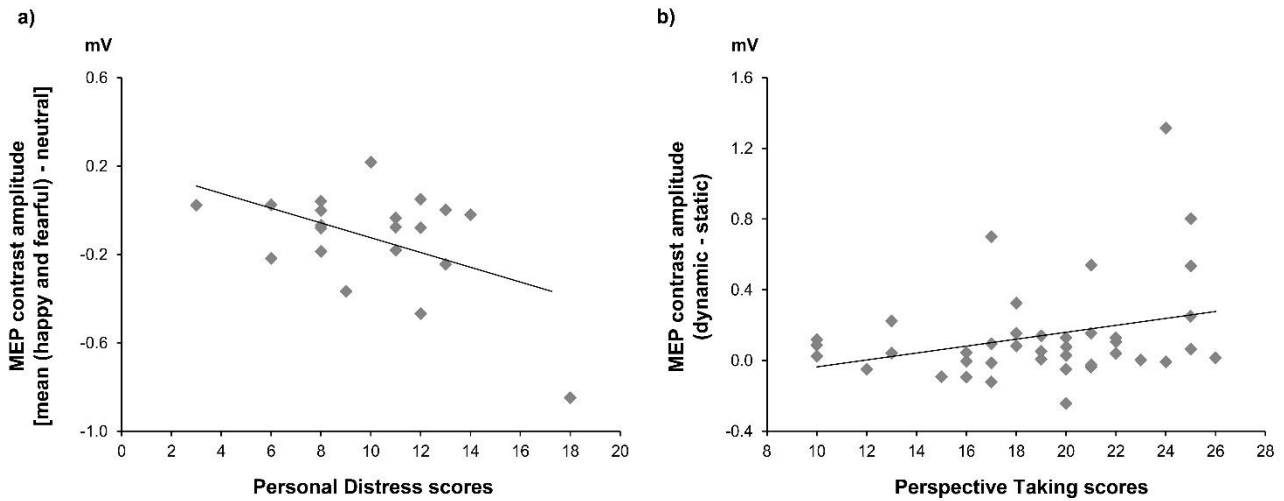 a)
mV
MEP contrast amplitude
[mean (happy and fearful) - neutral]
0.6
0.2
-0.2
-0.6
-1.0
0 2 4 6 8 10 12 14 16 18 20
Personal Distress scores
b)
mV
MEP contrast amplitude
(dynamic - static)
1.6
1.2
0.8
0.4
0.0
-0.4
8 10 12 14 16 18 20 22 24 26 28
Perspective Taking scores